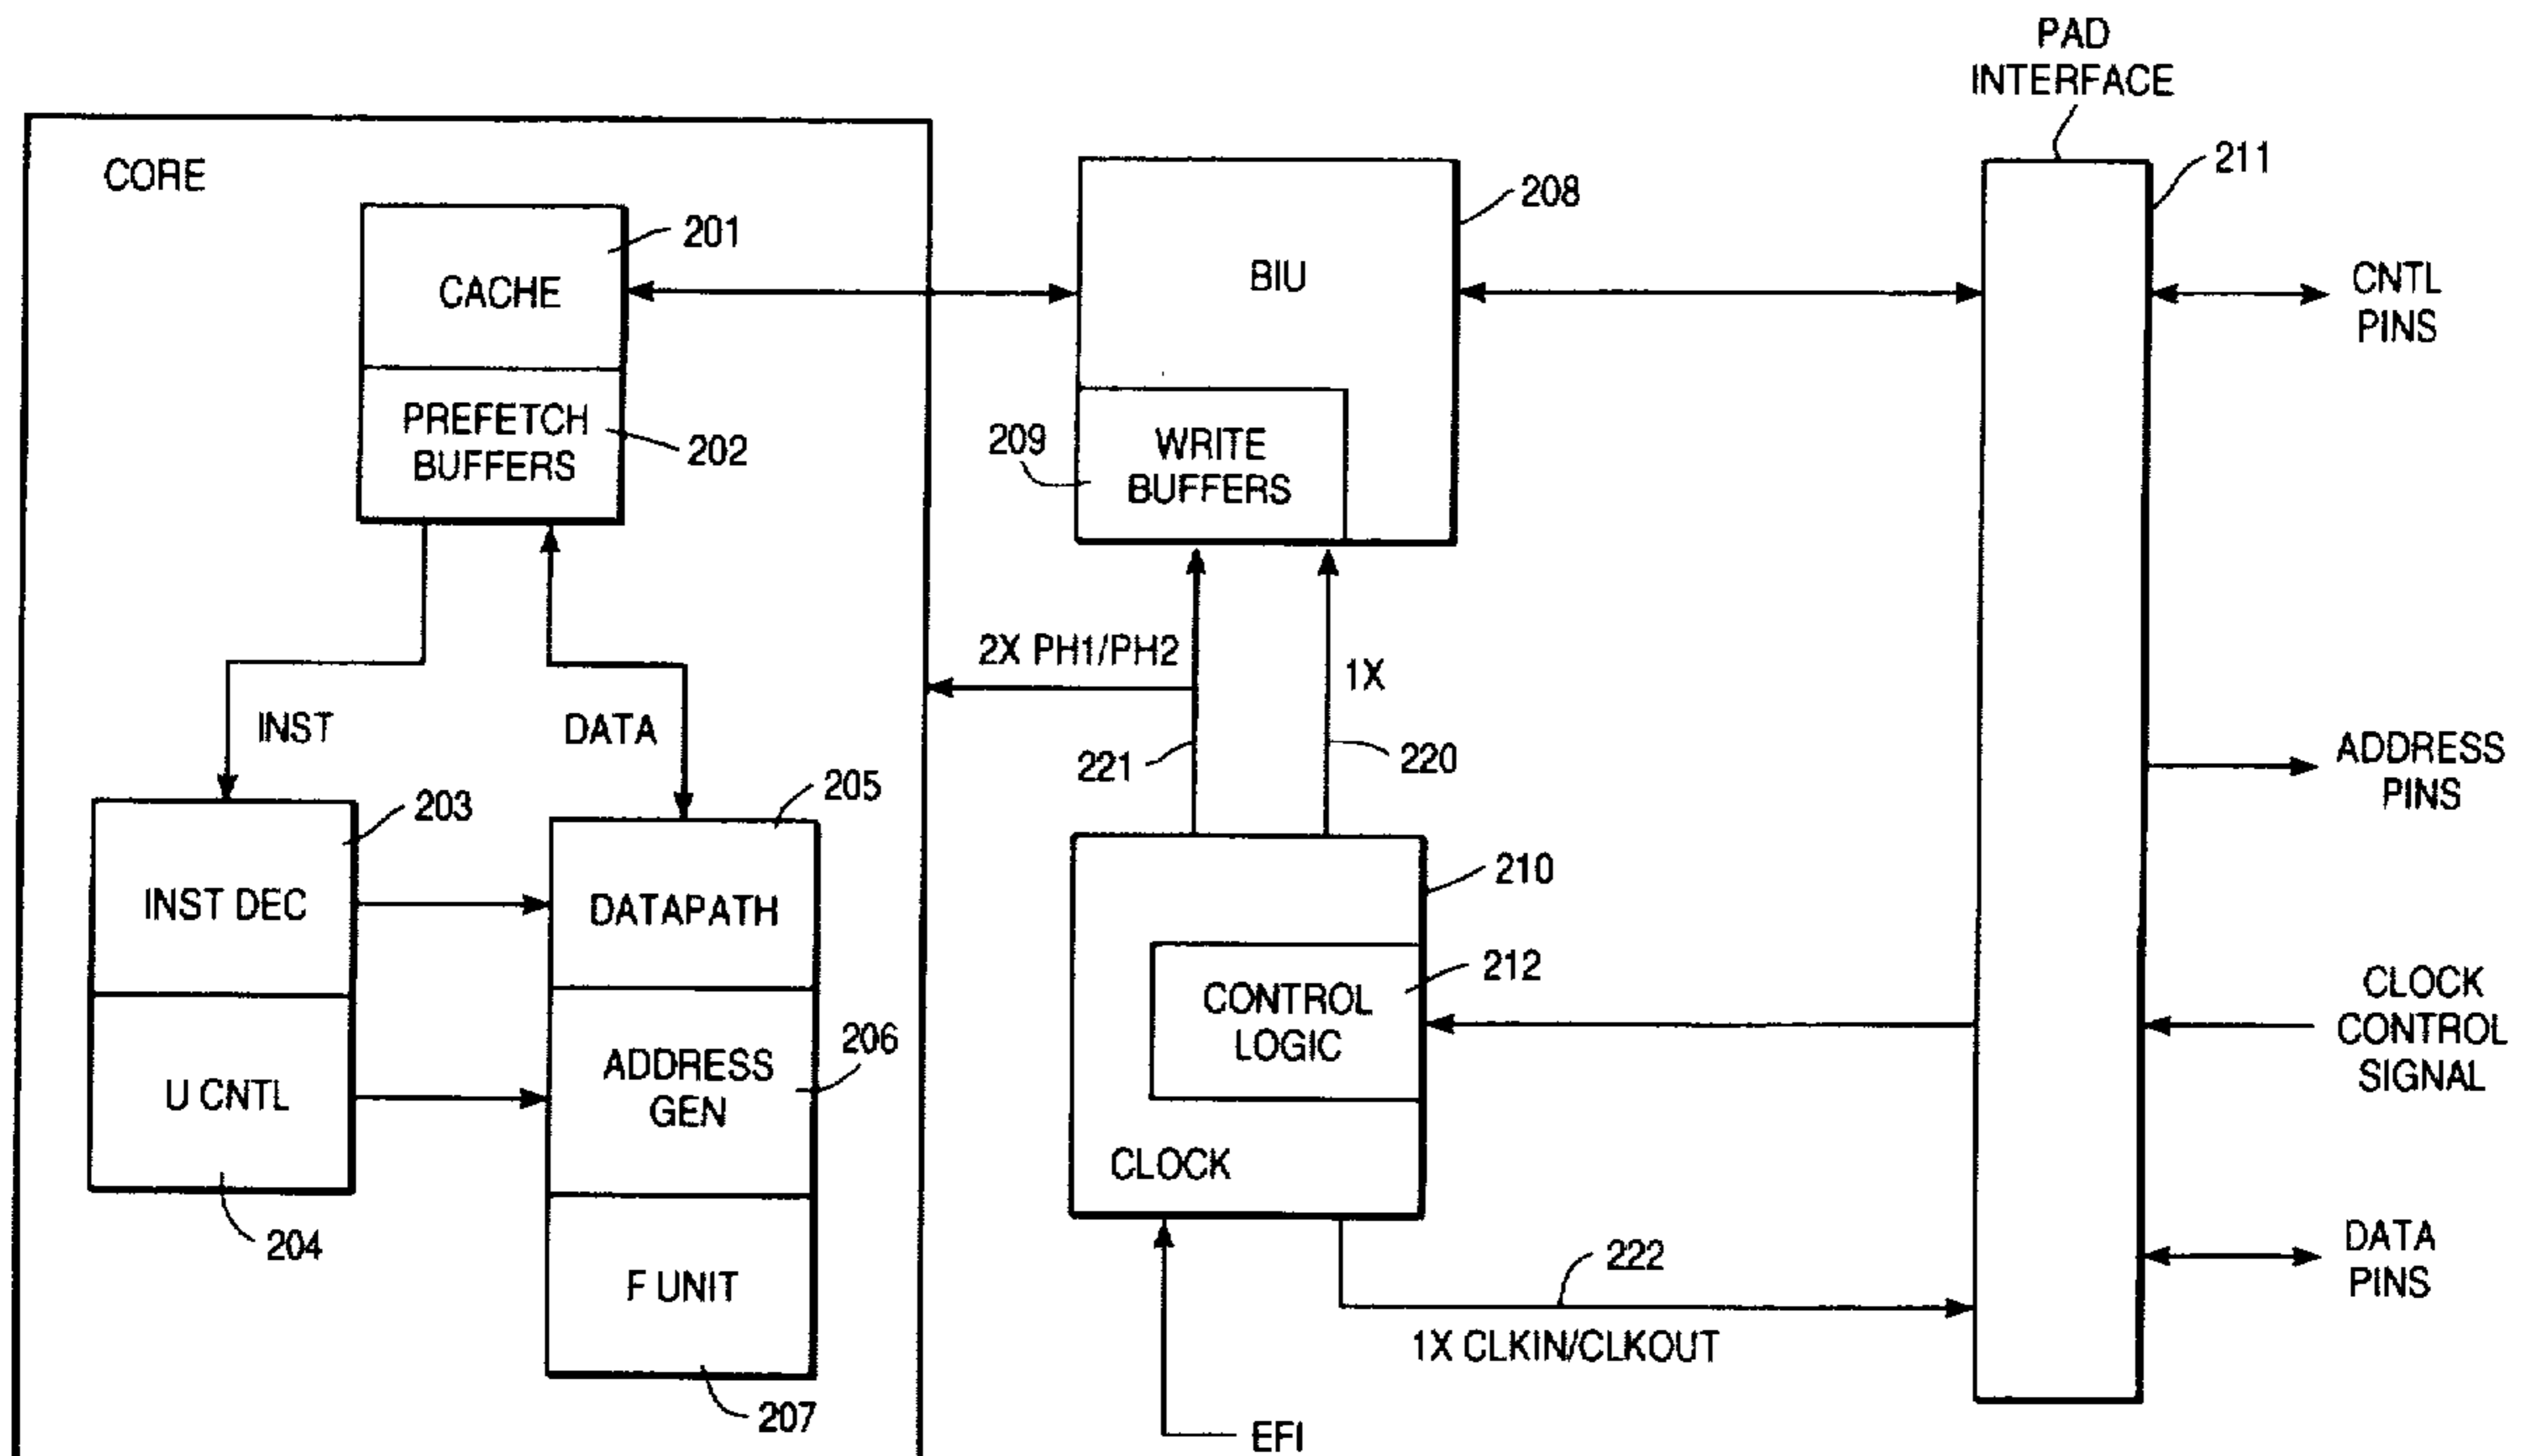 PAD
INTERFACE
211
CORE
201
CACHE
PREFETCH
BUFFERS
202
208
BIU
209
WRITE
BUFFERS
CNTL
PINS
2X PH1/PH2
1X
221
220
INST
DATA
203
205
INST DEC
DATAPATH
U CNTL
204
206
ADDRESS
GEN
F UNIT
207
210
212
CONTROL
LOGIC
CLOCK
ADDRESS
PINS
CLOCK
CONTROL
SIGNAL
222
1X CLKIN/CLKOUT
DATA
PINS
EFI